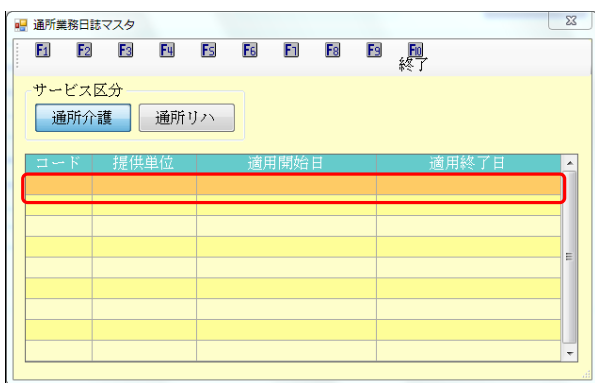 通所業務日誌マスタ
F1 F2 F3 F4 F5 F6 F7 F8 F9 F10
終了
サービス区分
通所介護 通所リハ
コード 提供単位 適用開始日 適用終了日